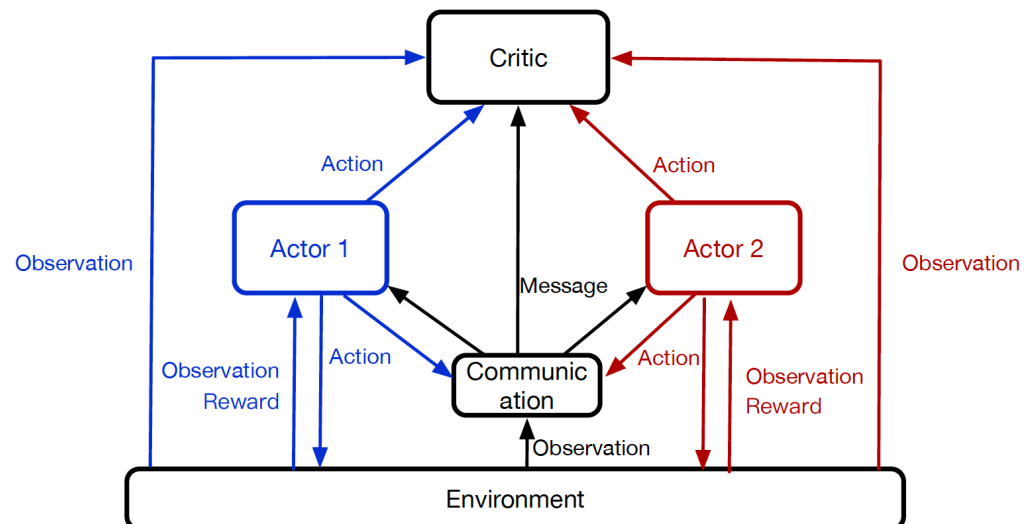 Critic
Action
Action
Actor 1
Actor 2
Observation
Observation
Message
Action
Action
Observation
Reward
Communic
ation
Observation
Reward
Observation
Environment